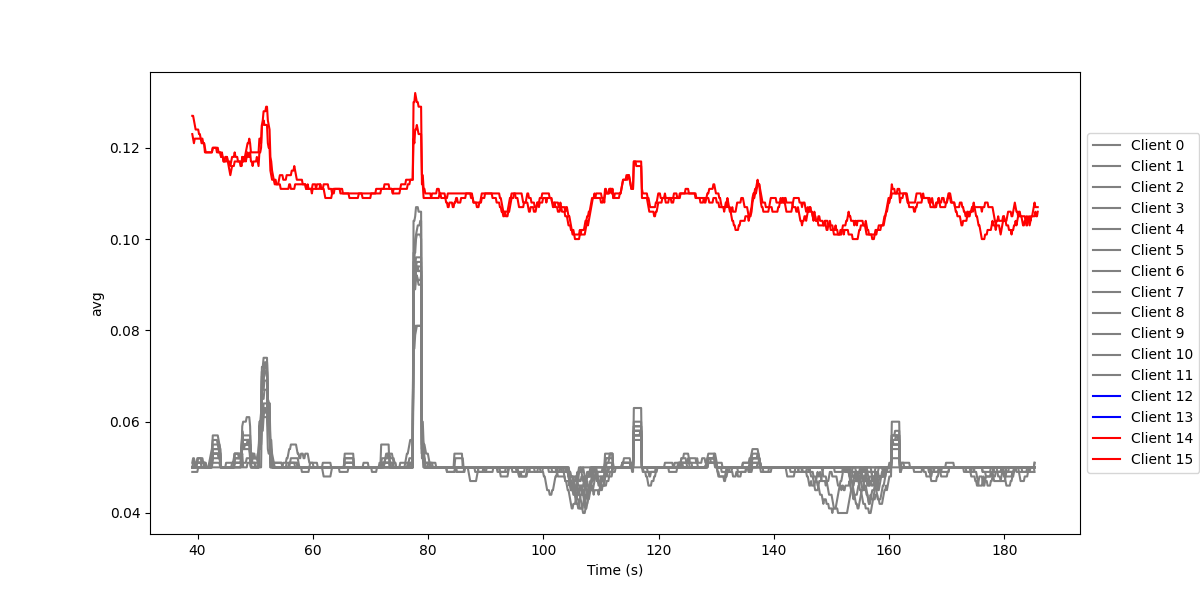 0.12
0.10
0.08
0.06
0.04
avg
40 60 80 100 120 140 160 180
Time (s)
Client 0
Client 1
Client 2
Client 3
Client 4
Client 5
Client 6
Client 7
Client 8
Client 9
Client 10
Client 11
Client 12
Client 13
Client 14
Client 15